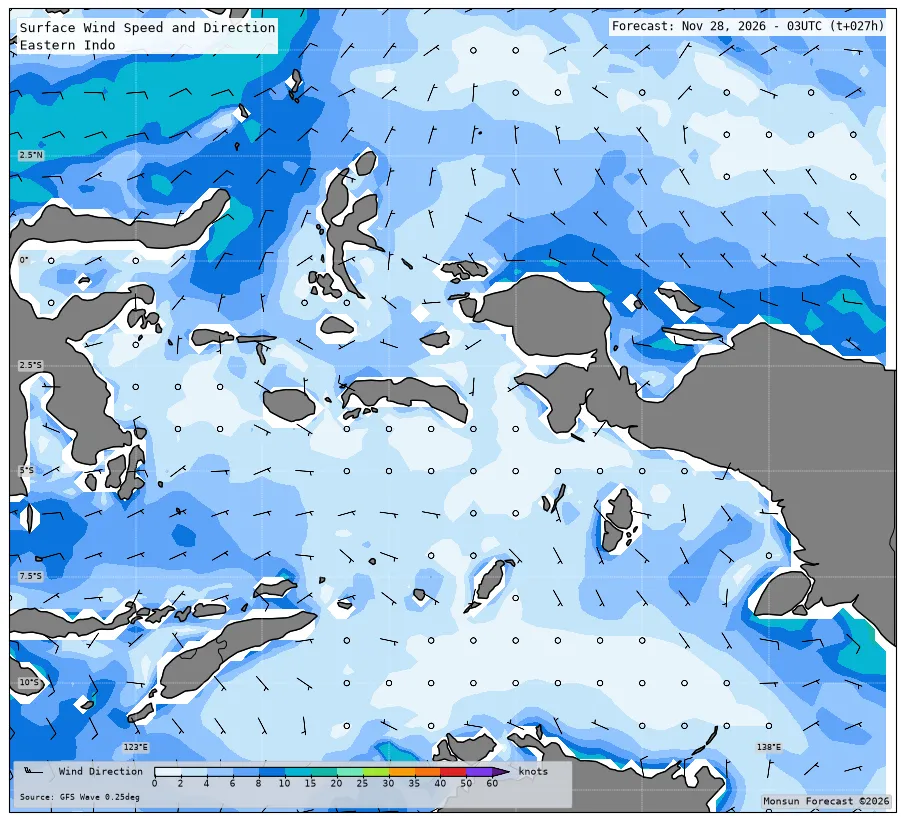 Surface Wind Speed and Direction
Eastern Indo
Forecast: Nov 28, 2026 - 03UTC (t+027h)
2.5°N
0°
2.5°S
5°S
7.5°S
10°S
123°E
138°E
Wind Direction
0 2 4 6 8 10 15 20 25 30 35 40 50 60
knots
Source: GFS Wave 0.25deg
Monsun Forecast ©2026